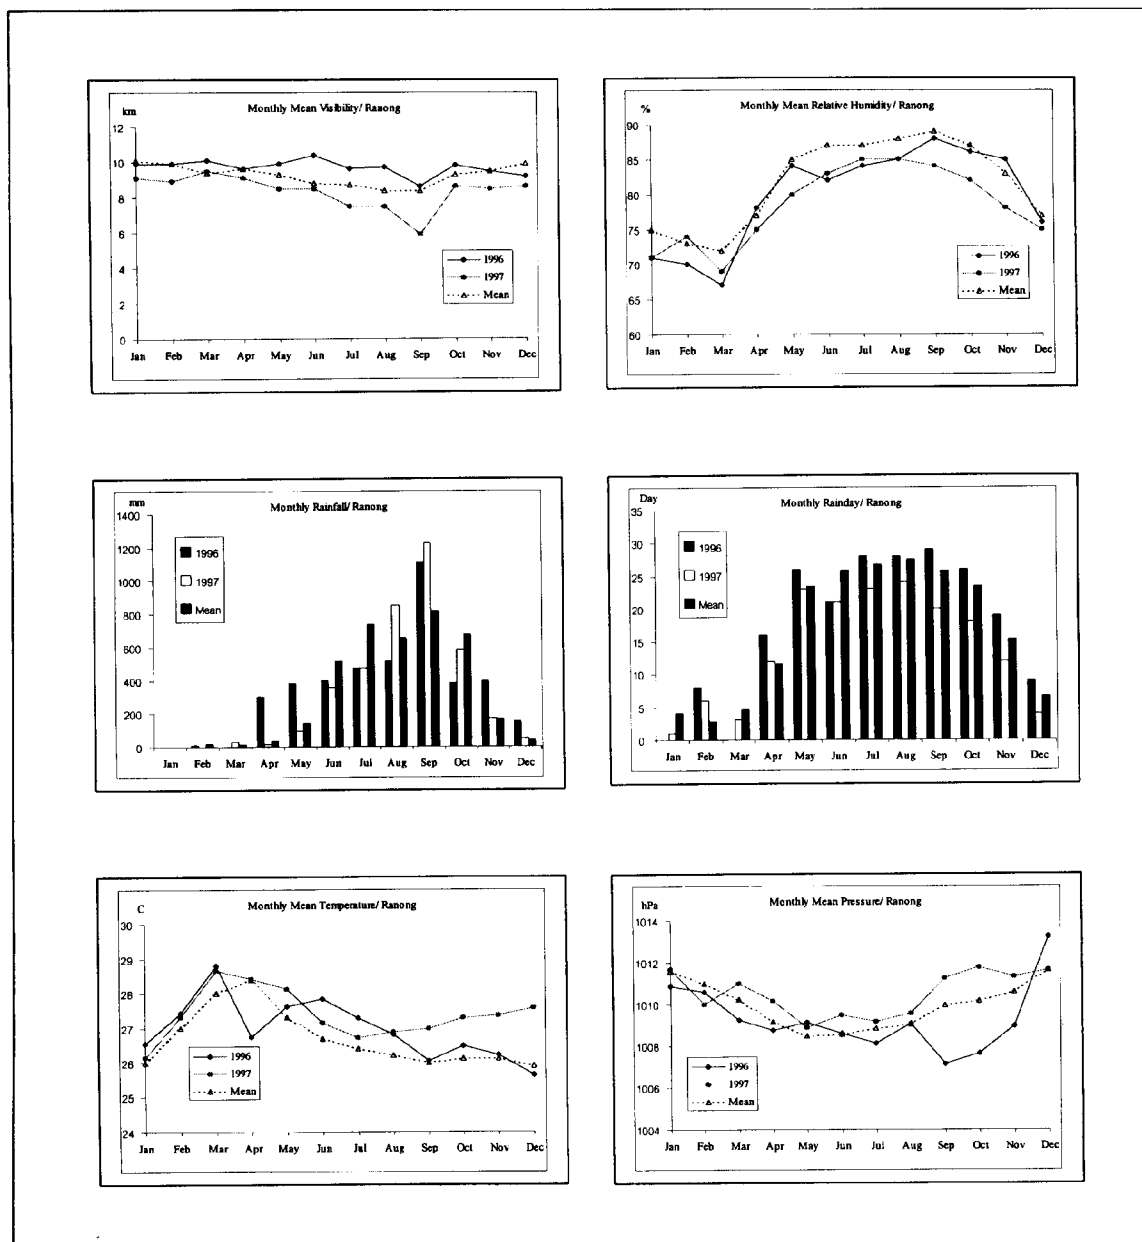 Monthly Mean Visibility/ Ranong
km
12
10
8
6
4
2
0
1996
1997
Mean
Jan Feb Mar Apr May Jun Jul Aug Sep Oct Nov Dec
Monthly Mean Relative Humidity/ Ranong
%
90
85
80
75
70
65
60
1996
1997
Mean
Jan Feb Mar Apr May Jun Jul Aug Sep Oct Nov Dec
Monthly Rainfall/ Ranong
mm
1400
1200
1000
800
600
400
200
0
1996
1997
Mean
Jan Feb Mar Apr May Jun Jul Aug Sep Oct Nov Dec
Monthly Rainday/ Ranong
Day
35
30
25
20
15
10
5
0
1996
1997
Mean
Jan Feb Mar Apr May Jun Jul Aug Sep Oct Nov Dec
Monthly Mean Temperature/ Ranong
C
30
29
28
27
26
25
24
1996
1997
Mean
Jan Feb Mar Apr May Jun Jul Aug Sep Oct Nov Dec
Monthly Mean Pressure/ Ranong
hPa
1014
1012
1010
1008
1006
1004
1996
1997
Mean
Jan Feb Mar Apr May Jun Jul Aug Sep Oct Nov Dec